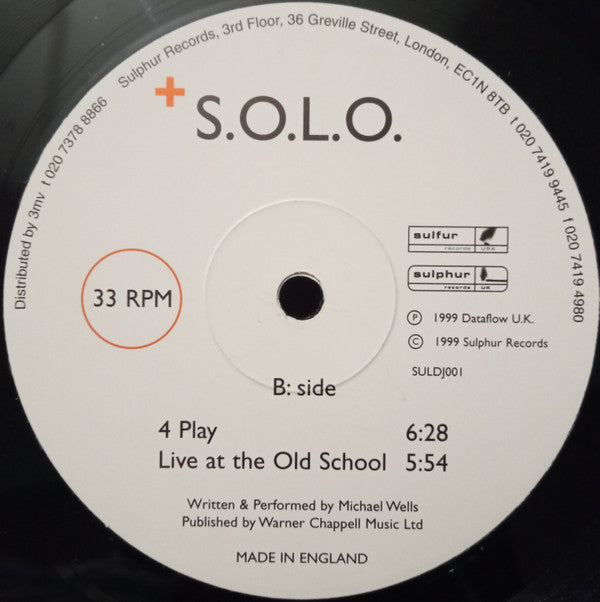 Distributed by 3mv t 020 7378 8866
Sulphur Records, 3rd Floor, 36 Greville Street, London, EC1N 8TB t 020 7419 9445 f 020 7419 4980
+ S.O.L.O.
sulfur
records USA
sulphur
records UK
33 RPM
℗ 1999 Dataflow U.K.
© 1999 Sulphur Records
SULDJ001
B: side
4 Play 6:28
Live at the Old School 5:54
Written & Performed by Michael Wells
Published by Warner Chappell Music Ltd
MADE IN ENGLAND